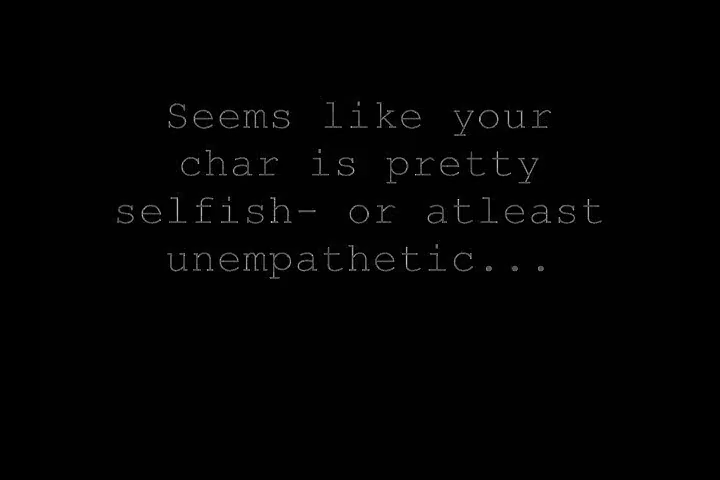 Seems like your
char is pretty
selfish- or atleast
unempathetic...